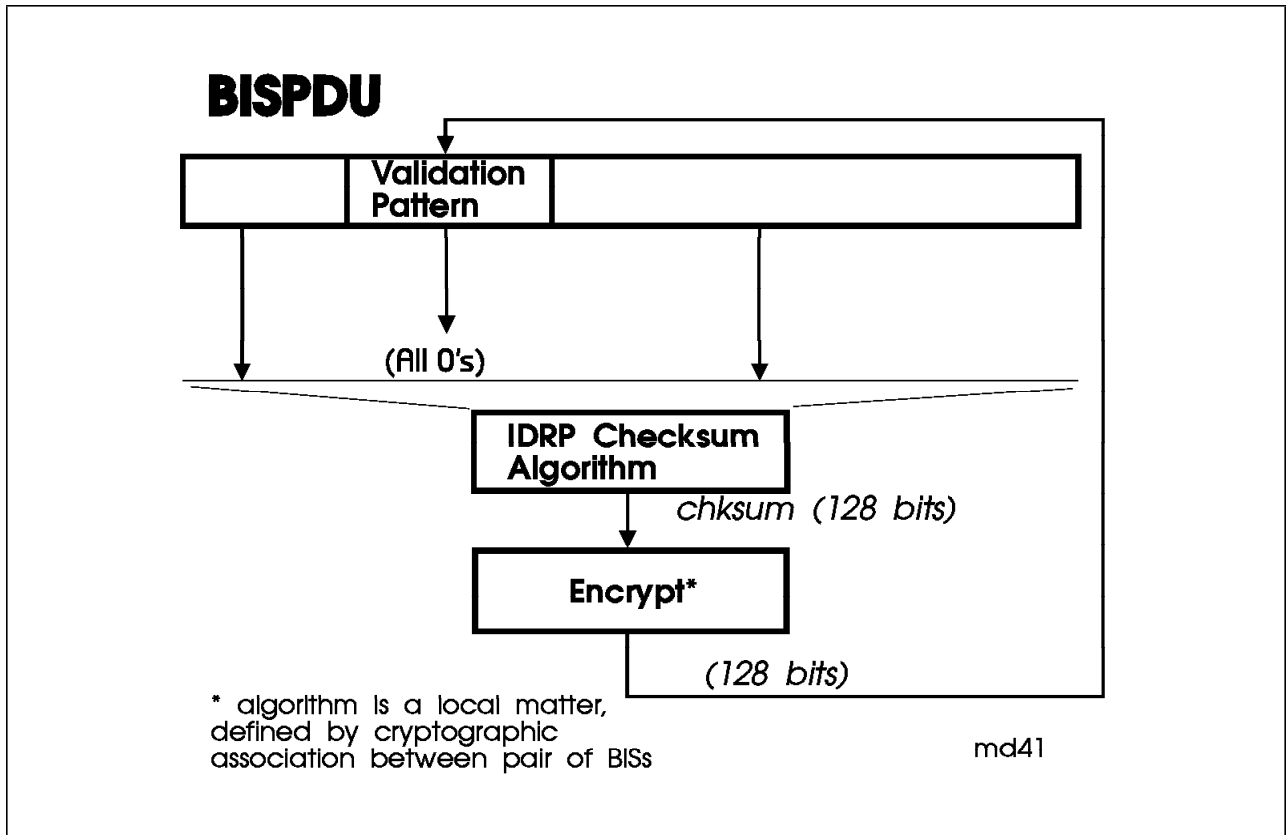 BISPDU
Validation
Pattern
(All 0's)
IDRP Checksum
Algorithm
chksum (128 bits)
Encrypt*
(128 bits)
* algorithm is a local matter,
defined by cryptographic
association between pair of BISs
md41